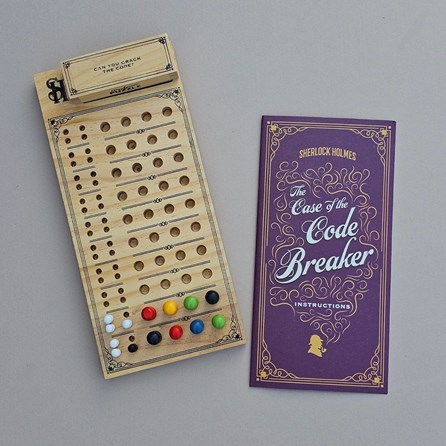 CAN YOU CRACK
THE CODE?
SHERLOCK HOLMES
The
Case of the
Code
Breaker
INSTRUCTIONS